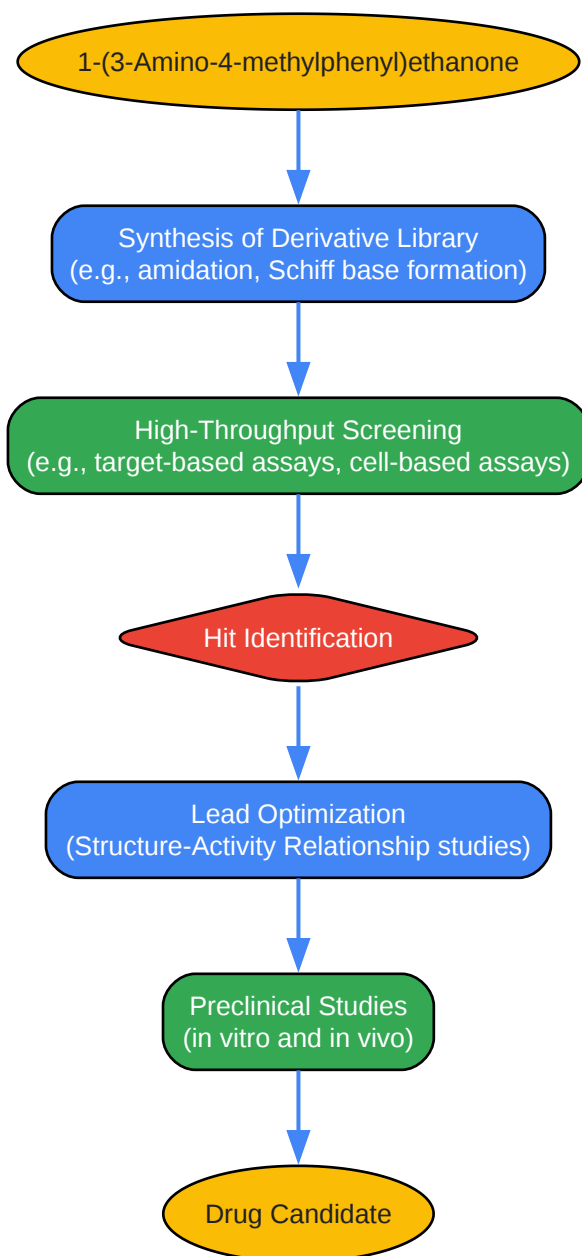 1-(3-Amino-4-methylphenyl)ethanone
Synthesis of Derivative Library
(e.g., amidation, Schiff base formation)
High-Throughput Screening
(e.g., target-based assays, cell-based assays)
Hit Identification
Lead Optimization
(Structure-Activity Relationship studies)
Preclinical Studies
(in vitro and in vivo)
Drug Candidate